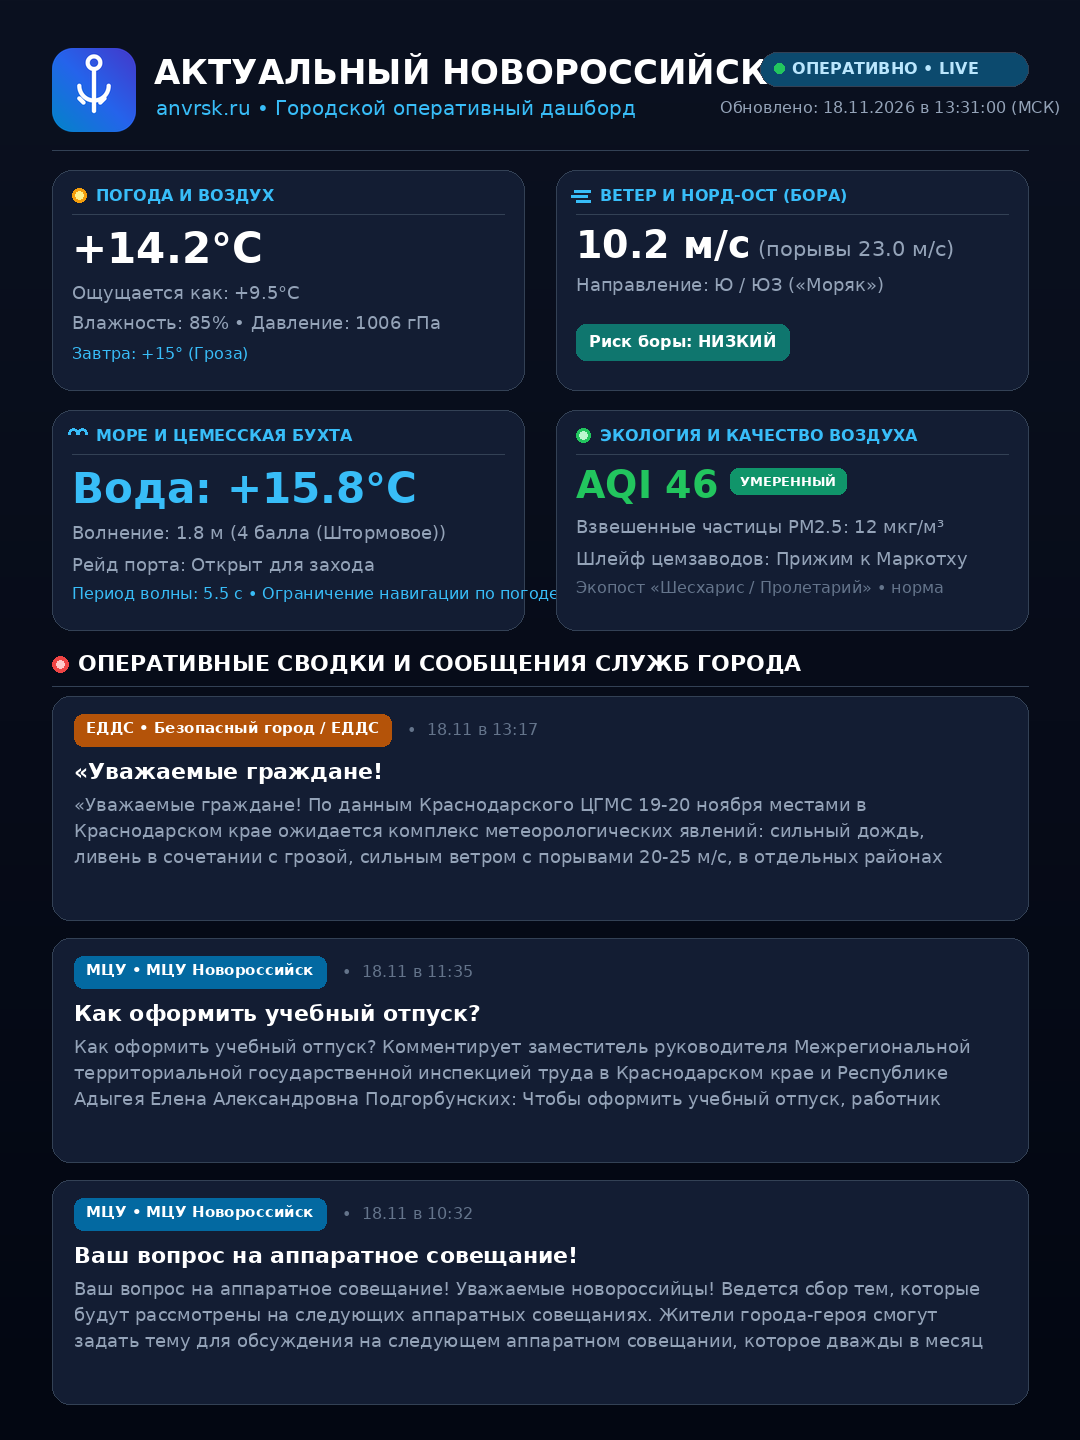 АКТУАЛЬНЫЙ НОВОРОССИЙСК
ОПЕРАТИВНО • LIVE
anvrsk.ru • Городской оперативный дашборд
Обновлено: 18.11.2026 в 13:31:00 (МСК)
ПОГОДА И ВОЗДУХ
+14.2°C
Ощущается как: +9.5°C
Влажность: 85% • Давление: 1006 гПа
Завтра: +15° (Гроза)
ВЕТЕР И НОРД-ОСТ (БОРА)
10.2 м/с (порывы 23.0 м/с)
Направление: Ю / ЮЗ («Моряк»)
Риск боры: НИЗКИЙ
МОРЕ И ЦЕМЕССКАЯ БУХТА
Вода: +15.8°C
Волнение: 1.8 м (4 балла (Штормовое))
Рейд порта: Открыт для захода
Период волны: 5.5 с • Ограничение навигации по погоде
ЭКОЛОГИЯ И КАЧЕСТВО ВОЗДУХА
AQI 46 УМЕРЕННЫЙ
Взвешенные частицы PM2.5: 12 мкг/м³
Шлейф цемзаводов: Прижим к Маркотху
Экопост «Шесхарис / Пролетарий» • норма
ОПЕРАТИВНЫЕ СВОДКИ И СООБЩЕНИЯ СЛУЖБ ГОРОДА
ЕДДС • Безопасный город / ЕДДС • 18.11 в 13:17
«Уважаемые граждане!
«Уважаемые граждане! По данным Краснодарского ЦГМС 19-20 ноября местами в
Краснодарском крае ожидается комплекс метеорологических явлений: сильный дождь,
ливень в сочетании с грозой, сильным ветром с порывами 20-25 м/с, в отдельных районах
МЦУ • МЦУ Новороссийск • 18.11 в 11:35
Как оформить учебный отпуск?
Как оформить учебный отпуск? Комментирует заместитель руководителя Межрегиональной
территориальной государственной инспекцией труда в Краснодарском крае и Республике
Адыгея Елена Александровна Подгорбунских: Чтобы оформить учебный отпуск, работник
МЦУ • МЦУ Новороссийск • 18.11 в 10:32
Ваш вопрос на аппаратное совещание!
Ваш вопрос на аппаратное совещание! Уважаемые новороссийцы! Ведется сбор тем, которые
будут рассмотрены на следующих аппаратных совещаниях. Жители города-героя смогут
задать тему для обсуждения на следующем аппаратном совещании, которое дважды в месяц